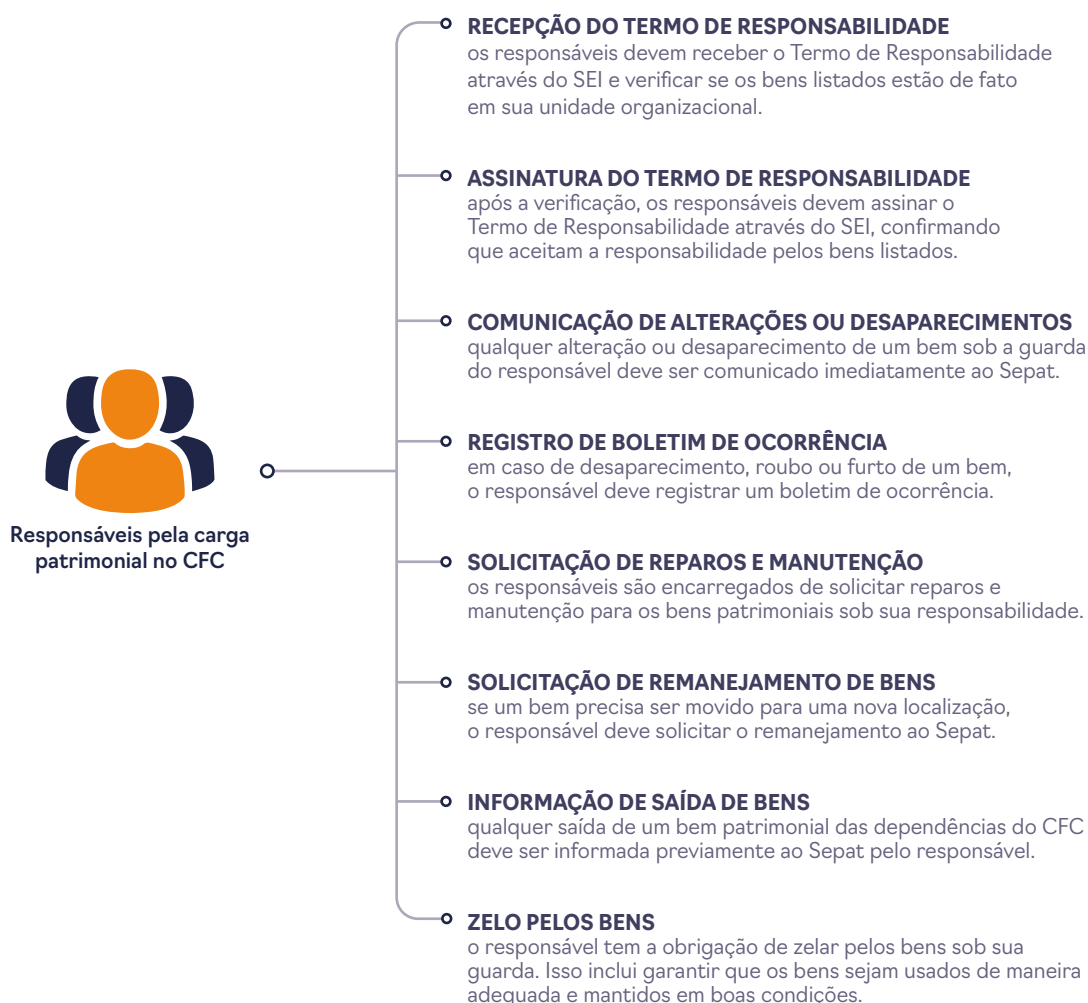 RECEPÇÃO DO TERMO DE RESPONSABILIDADE
os responsáveis devem receber o Termo de Responsabilidade
através do SEI e verificar se os bens listados estão de fato
em sua unidade organizacional.
ASSINATURA DO TERMO DE RESPONSABILIDADE
após a verificação, os responsáveis devem assinar o
Termo de Responsabilidade através do SEI, confirmando
que aceitam a responsabilidade pelos bens listados.
COMUNICAÇÃO DE ALTERAÇÕES OU DESAPARECIMENTOS
qualquer alteração ou desaparecimento de um bem sob a guarda
do responsável deve ser comunicado imediatamente ao Sepat.
REGISTRO DE BOLETIM DE OCORRÊNCIA
em caso de desaparecimento, roubo ou furto de um bem,
o responsável deve registrar um boletim de ocorrência.
Responsáveis pela carga
patrimonial no CFC
SOLICITAÇÃO DE REPAROS E MANUTENÇÃO
os responsáveis são encarregados de solicitar reparos e
manutenção para os bens patrimoniais sob sua responsabilidade.
SOLICITAÇÃO DE REMANEJAMENTO DE BENS
se um bem precisa ser movido para uma nova localização,
o responsável deve solicitar o remanejamento ao Sepat.
INFORMAÇÃO DE SAÍDA DE BENS
qualquer saída de um bem patrimonial das dependências do CFC
deve ser informada previamente ao Sepat pelo responsável.
ZELO PELOS BENS
o responsável tem a obrigação de zelar pelos bens sob sua
guarda. Isso inclui garantir que os bens sejam usados de maneira
adequada e mantidos em boas condições.